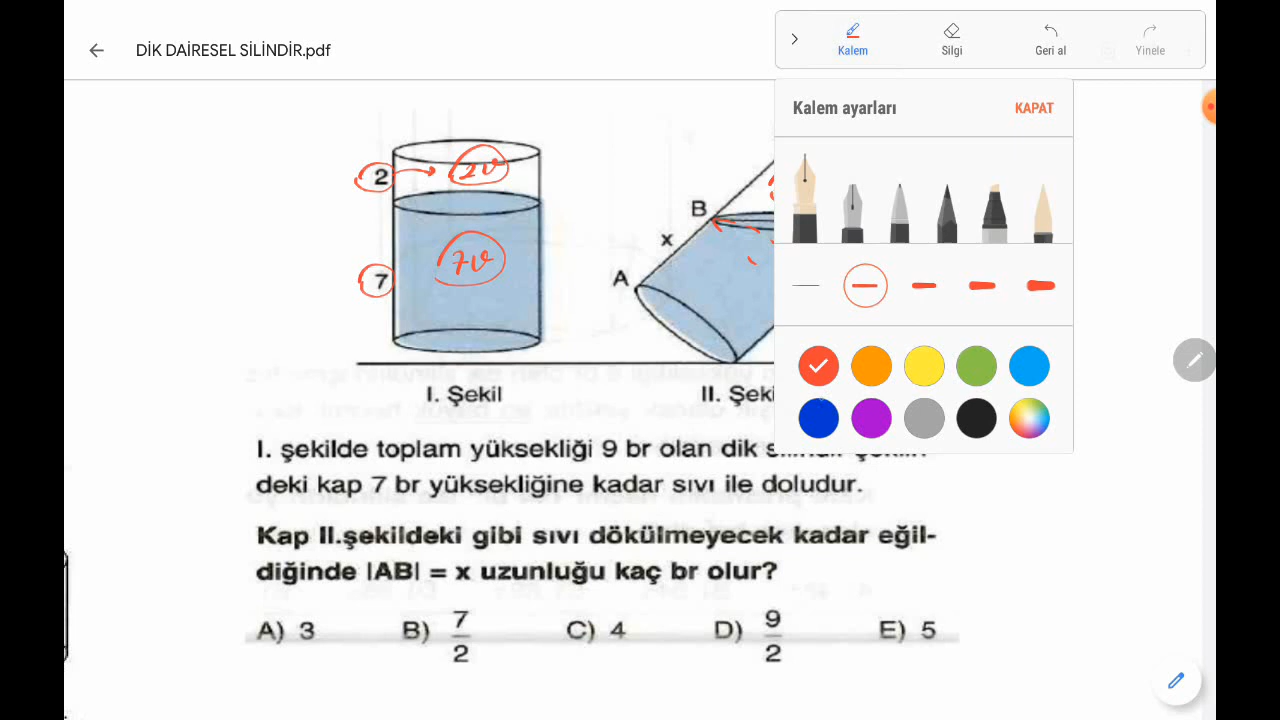 DİK DAİRESEL SİLİNDİR.pdf
Kalem
Silgi
Geri al
Yinele
Kalem ayarları
KAPAT
2
2v
7v
7
B
x
A
I. Şekil
II. Şeki
I. şekilde toplam yüksekliği 9 br olan dik
deki kap 7 br yüksekliğine kadar sıvı ile doludur.
Kap II.şekildeki gibi sıvı dökülmeyecek kadar eğil-
diğinde |AB| = x uzunluğu kaç br olur?
A) 3 B) 7/2 C) 4 D) 9/2 E) 5